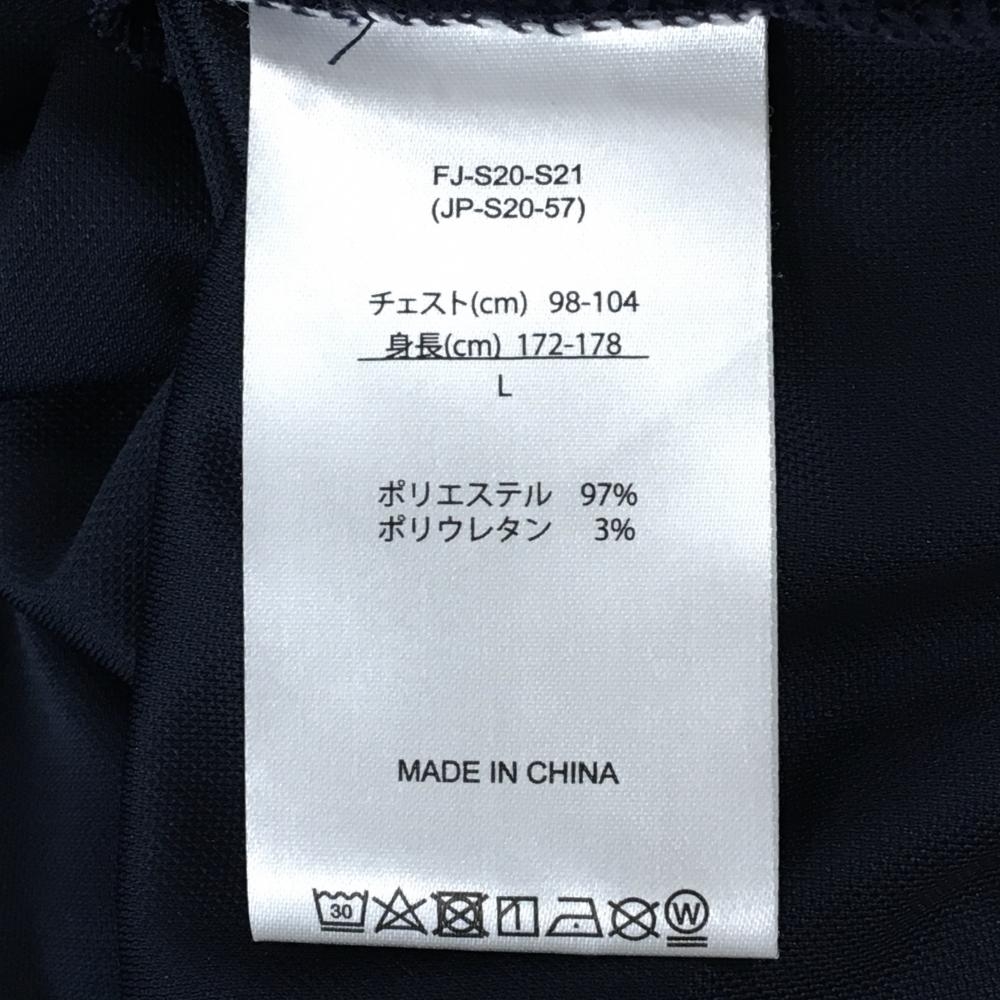 FJ-S20-S21
(JP-S20-57)
チェスト(cm) 98-104
身長(cm) 172-178
L
ポリエステル 97%
ポリウレタン 3%
MADE IN CHINA
30
W